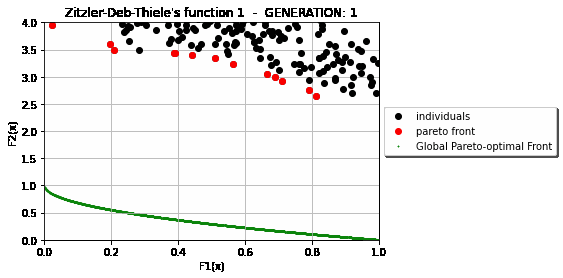 Zitzler-Deb-Thiele's function 1 - GENERATION: 1
4.0
3.5
3.0
2.5
2.0
1.5
1.0
0.5
0.0
F2(x)
0.0 0.2 0.4 0.6 0.8 1.0
F1(x)
individuals
pareto front
Global Pareto-optimal Front